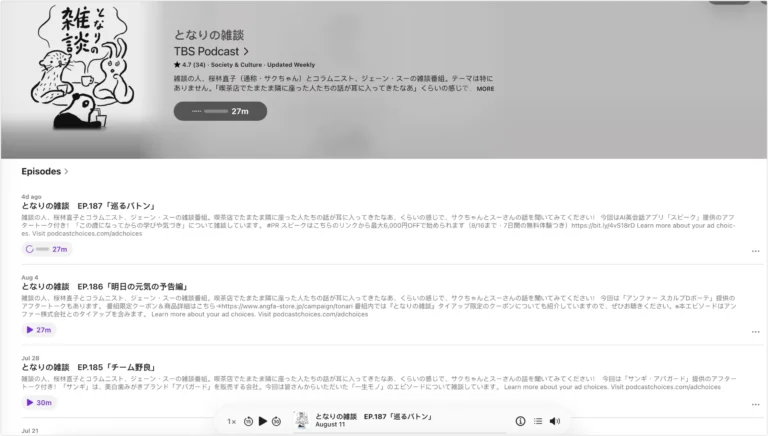 となりの
雑談
となりの雑談
TBS Podcast
4.7 (34) · Society & Culture · Updated Weekly
雑談の人、桜林直子（通称・サクちゃん）とコラムニスト、ジェーン・スーの雑談番組。テーマは特に
ありません。「喫茶店でたまたま隣に座った人たちの話が耳に入ってきたなあ」くらいの感じで、 MORE
27m
Episodes
4d ago
となりの雑談 EP.187「巡るバトン」
雑談の人、桜林直子とコラムニスト、ジェーン・スーの雑談番組。喫茶店でたまたま隣に座った人たちの話が耳に入ってきたなあ、くらいの感じで、サクちゃんとスーさんの話を聞いてみてください！ 今回はAI英会話アプリ「スピーク」提供のアフ
タートーク付き！「この歳になってからの学びや気づき」について雑談しています。 #PR スピークはこちらのリンクから最大6,000円OFFで始められます（8/16まで・7日間の無料体験つき）https://bit.ly/4v518rD Learn more about your ad choic-
es. Visit podcastchoices.com/adchoices
27m
Aug 4
となりの雑談 EP.186「明日の元気の予告編」
雑談の人、桜林直子とコラムニスト、ジェーン・スーの雑談番組。喫茶店でたまたま隣に座った人たちの話が耳に入ってきたなあ、くらいの感じで、サクちゃんとスーさんの話を聞いてみてください！ 今回は「アンファー スカルプDボーテ」提供の
アフタートークもあります。 番組限定クーポン＆商品詳細はこちら→https://www.angfa-store.jp/campaign/tonari 番組内では『となりの雑談』タイアップ限定のクーポンについても紹介していますので、ぜひお聴きください。※本エピソードはアン
ファー株式会社とのタイアップを含みます。 Learn more about your ad choices. Visit podcastchoices.com/adchoices
27m
Jul 28
となりの雑談 EP.185「チーム野良」
雑談の人、桜林直子とコラムニスト、ジェーン・スーの雑談番組。喫茶店でたまたま隣に座った人たちの話が耳に入ってきたなあ、くらいの感じで、サクちゃんとスーさんの話を聞いてみてください！ 今回は「サンギ・アパガード」提供のアフター
トーク付き！「サンギ」は、美白歯みがきブランド「アパガード」を販売する会社。今回は皆さんからいただいた「一生モノ」のエピソードについて雑談しています。 Learn more about your ad choices. Visit podcastchoices.com/adchoices
30m
Jul 21
1×
となりの雑談 EP.187「巡るバトン」
August 11